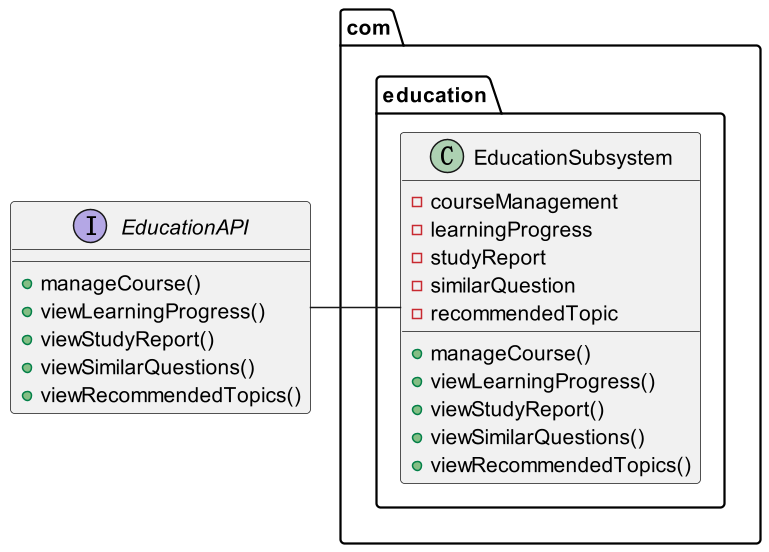 com
education
C EducationSubsystem
courseManagement
learningProgress
studyReport
similarQuestion
recommendedTopic
manageCourse()
viewLearningProgress()
viewStudyReport()
viewSimilarQuestions()
viewRecommendedTopics()
I EducationAPI
manageCourse()
viewLearningProgress()
viewStudyReport()
viewSimilarQuestions()
viewRecommendedTopics()